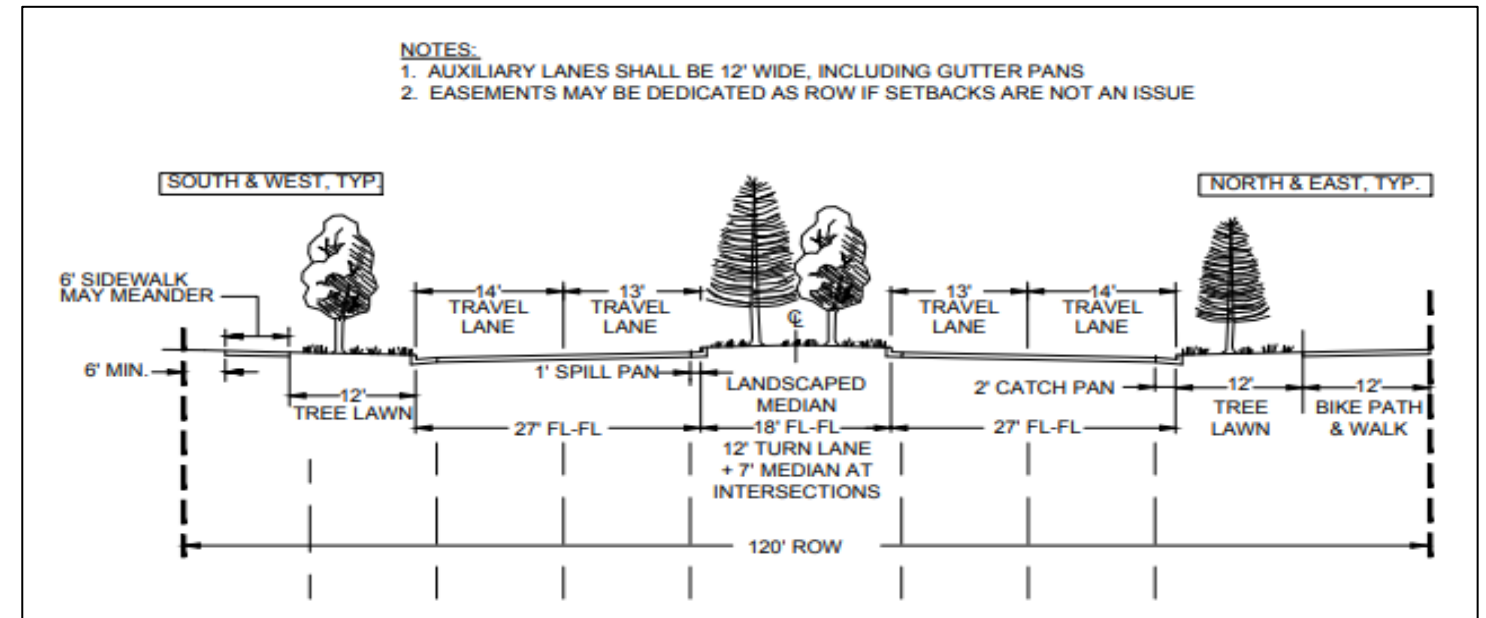 NOTES:
1. AUXILIARY LANES SHALL BE 12' WIDE, INCLUDING GUTTER PANS
2. EASEMENTS MAY BE DEDICATED AS ROW IF SETBACKS ARE NOT AN ISSUE
SOUTH & WEST, TYP.
NORTH & EAST, TYP.
6' SIDEWALK
MAY MEANDER
14'
TRAVEL
LANE
13'
TRAVEL
LANE
℄
13'
TRAVEL
LANE
14'
TRAVEL
LANE
6' MIN.
12'
TREE LAWN
1' SPILL PAN
LANDSCAPED
MEDIAN
18' FL-FL
12' TURN LANE
+ 7' MEDIAN AT
INTERSECTIONS
2' CATCH PAN
12'
TREE
LAWN
12'
BIKE PATH
& WALK
27' FL-FL
27' FL-FL
120' ROW